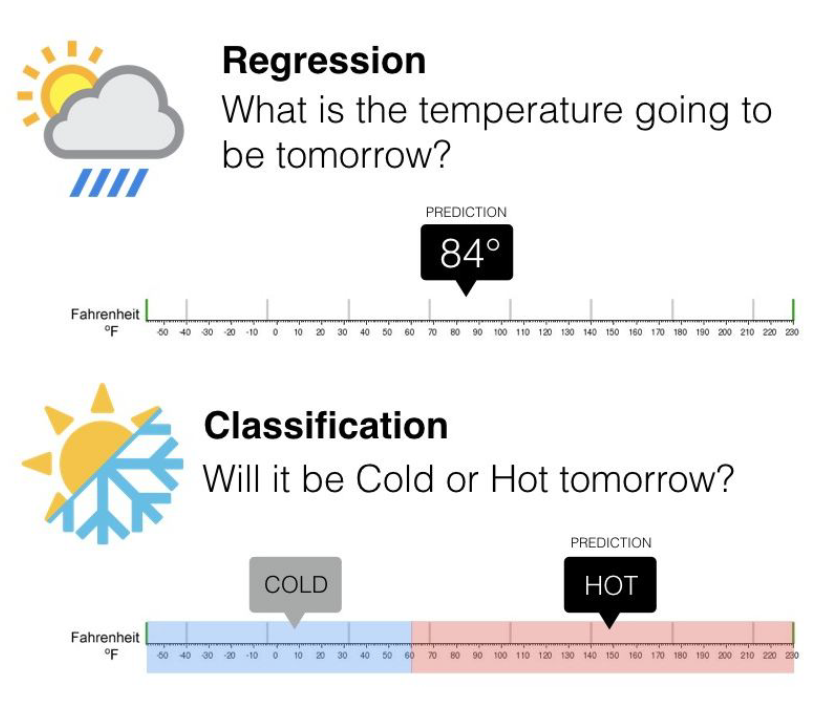 Regression
What is the temperature going to
be tomorrow?
PREDICTION
84°
Fahrenheit
°F
-50 -40 -30 -20 -10 0 10 20 30 40 50 60 70 80 90 100 110 120 130 140 150 160 170 180 190 200 210 220 230
Classification
Will it be Cold or Hot tomorrow?
PREDICTION
COLD HOT
Fahrenheit
°F
-50 -40 -30 -20 -10 0 10 20 30 40 50 60 70 80 90 100 110 120 130 140 150 160 170 180 190 200 210 220 230